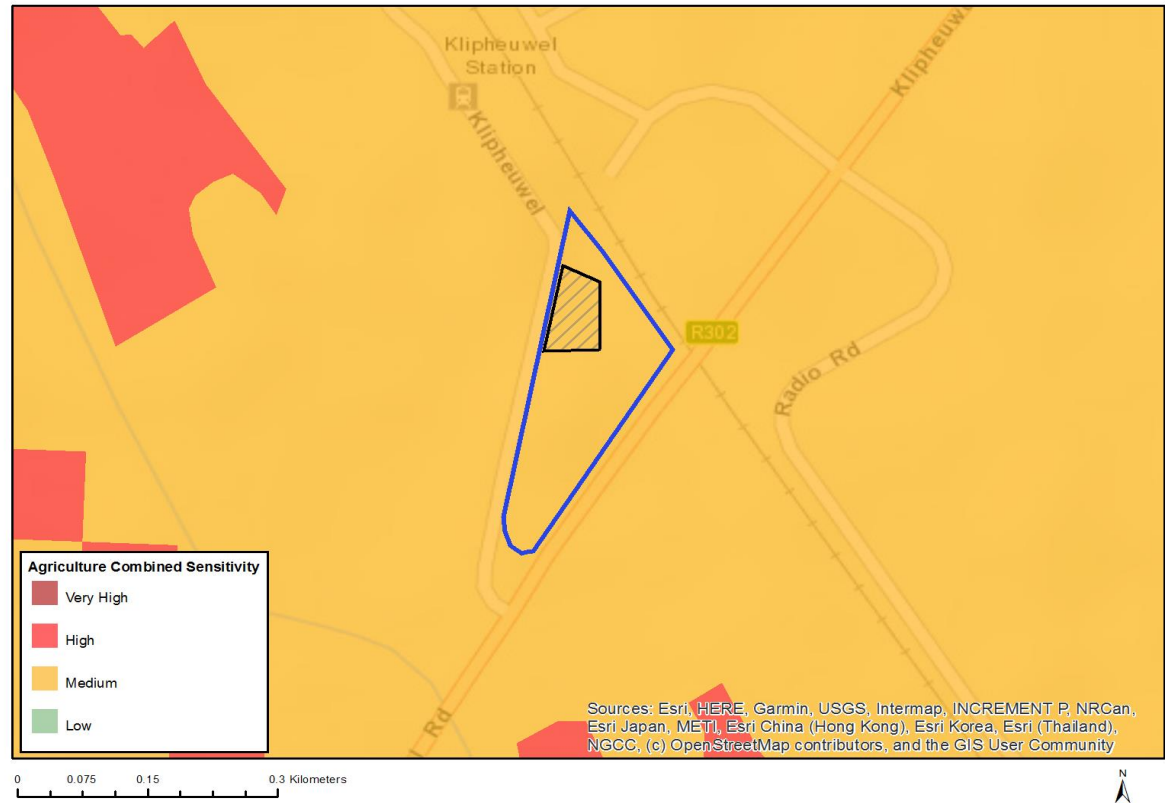 Klipheuwel
Station
Klipheuwel
Klipheuwel
R302
Radio Rd
l Rd
Agriculture Combined Sensitivity
Very High
High
Medium
Low
Sources: Esri, HERE, Garmin, USGS, Intermap, INCREMENT P, NRCan,
Esri Japan, METI, Esri China (Hong Kong), Esri Korea, Esri (Thailand),
NGCC, (c) OpenStreetMap contributors, and the GIS User Community
0 0.075 0.15 0.3 Kilometers
N